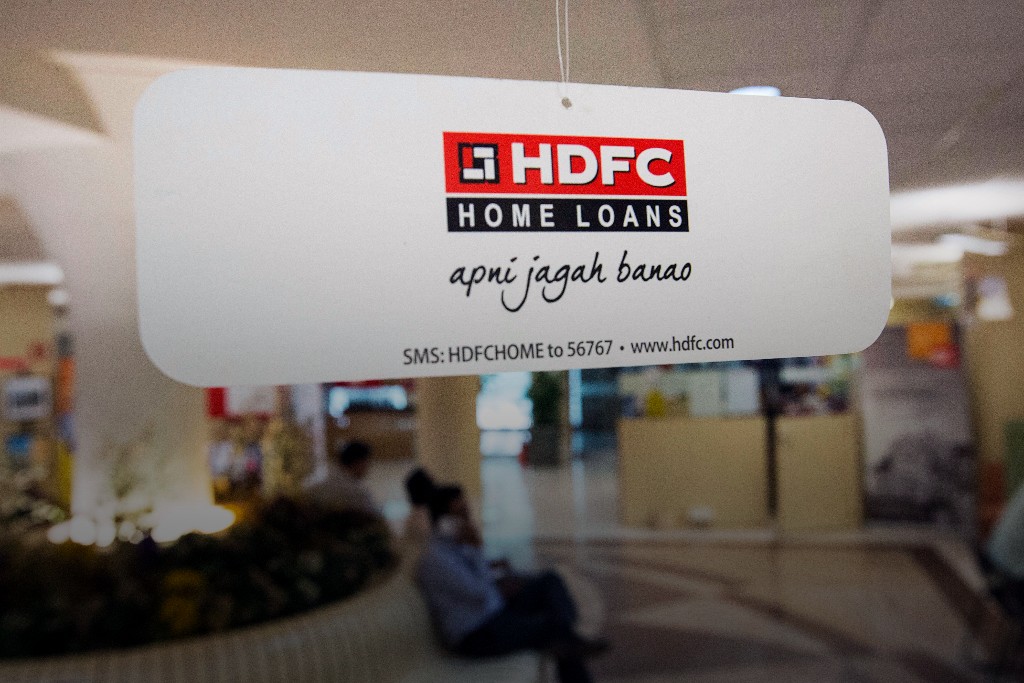 HDFC
HOME LOANS
apni jagah banao
SMS: HDFCHOME to 56767 • www.hdfc.com